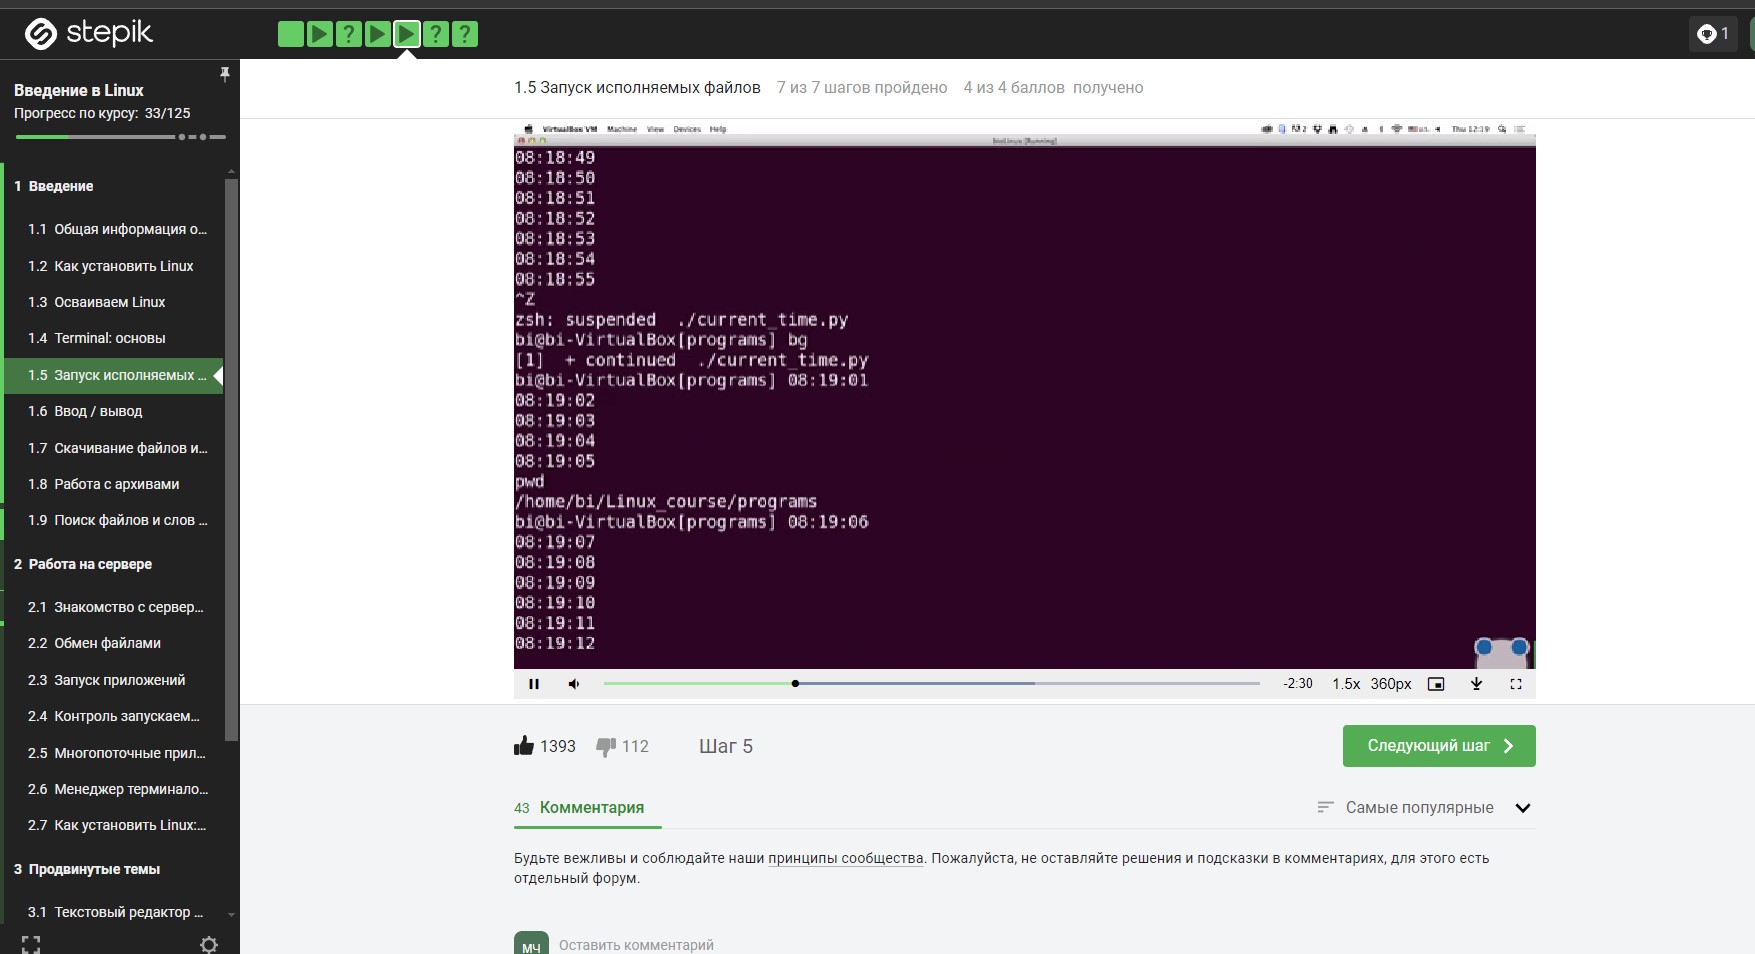 stepik
?
?
?
1
Введение в Linux
Прогресс по курсу: 33/125
1 Введение
1.1 Общая информация о...
1.2 Как установить Linux
1.3 Осваиваем Linux
1.4 Terminal: основы
1.5 Запуск исполняемых ...
1.6 Ввод / вывод
1.7 Скачивание файлов и...
1.8 Работа с архивами
1.9 Поиск файлов и слов ...
2 Работа на сервере
2.1 Знакомство с сервер...
2.2 Обмен файлами
2.3 Запуск приложений
2.4 Контроль запускаем...
2.5 Многопоточные прил...
2.6 Менеджер терминало...
2.7 Как установить Linux:...
3 Продвинутые темы
3.1 Текстовый редактор ...
1.5 Запуск исполняемых файлов 7 из 7 шагов пройдено 4 из 4 баллов получено
VirtualBox VM Machine View Devices Help
Thu 12:19
08:18:49
08:18:50
08:18:51
08:18:52
08:18:53
08:18:54
08:18:55
^Z
zsh: suspended ./current_time.py
bi@bi-VirtualBox[programs] bg
[1] + continued ./current_time.py
bi@bi-VirtualBox[programs] 08:19:01
08:19:02
08:19:03
08:19:04
08:19:05
pwd
/home/bi/Linux_course/programs
bi@bi-VirtualBox[programs] 08:19:06
08:19:07
08:19:08
08:19:09
08:19:10
08:19:11
08:19:12
-2:30 1.5x 360px
1393 112 Шаг 5
Следующий шаг
43 Комментария
Самые популярные
Будьте вежливы и соблюдайте наши принципы сообщества. Пожалуйста, не оставляйте решения и подсказки в комментариях, для этого есть
отдельный форум.
МЧ Оставить комментарий